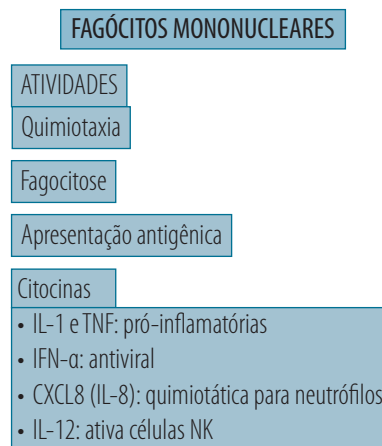 FAGÓCITOS MONONUCLEARES
ATIVIDADES
Quimiotaxia
Fagocitose
Apresentação antigênica
Citocinas
• IL-1 e TNF: pró-inflamatórias
• IFN-α: antiviral
• CXCL8 (IL-8): quimiotática para neutrófilos
• IL-12: ativa células NK